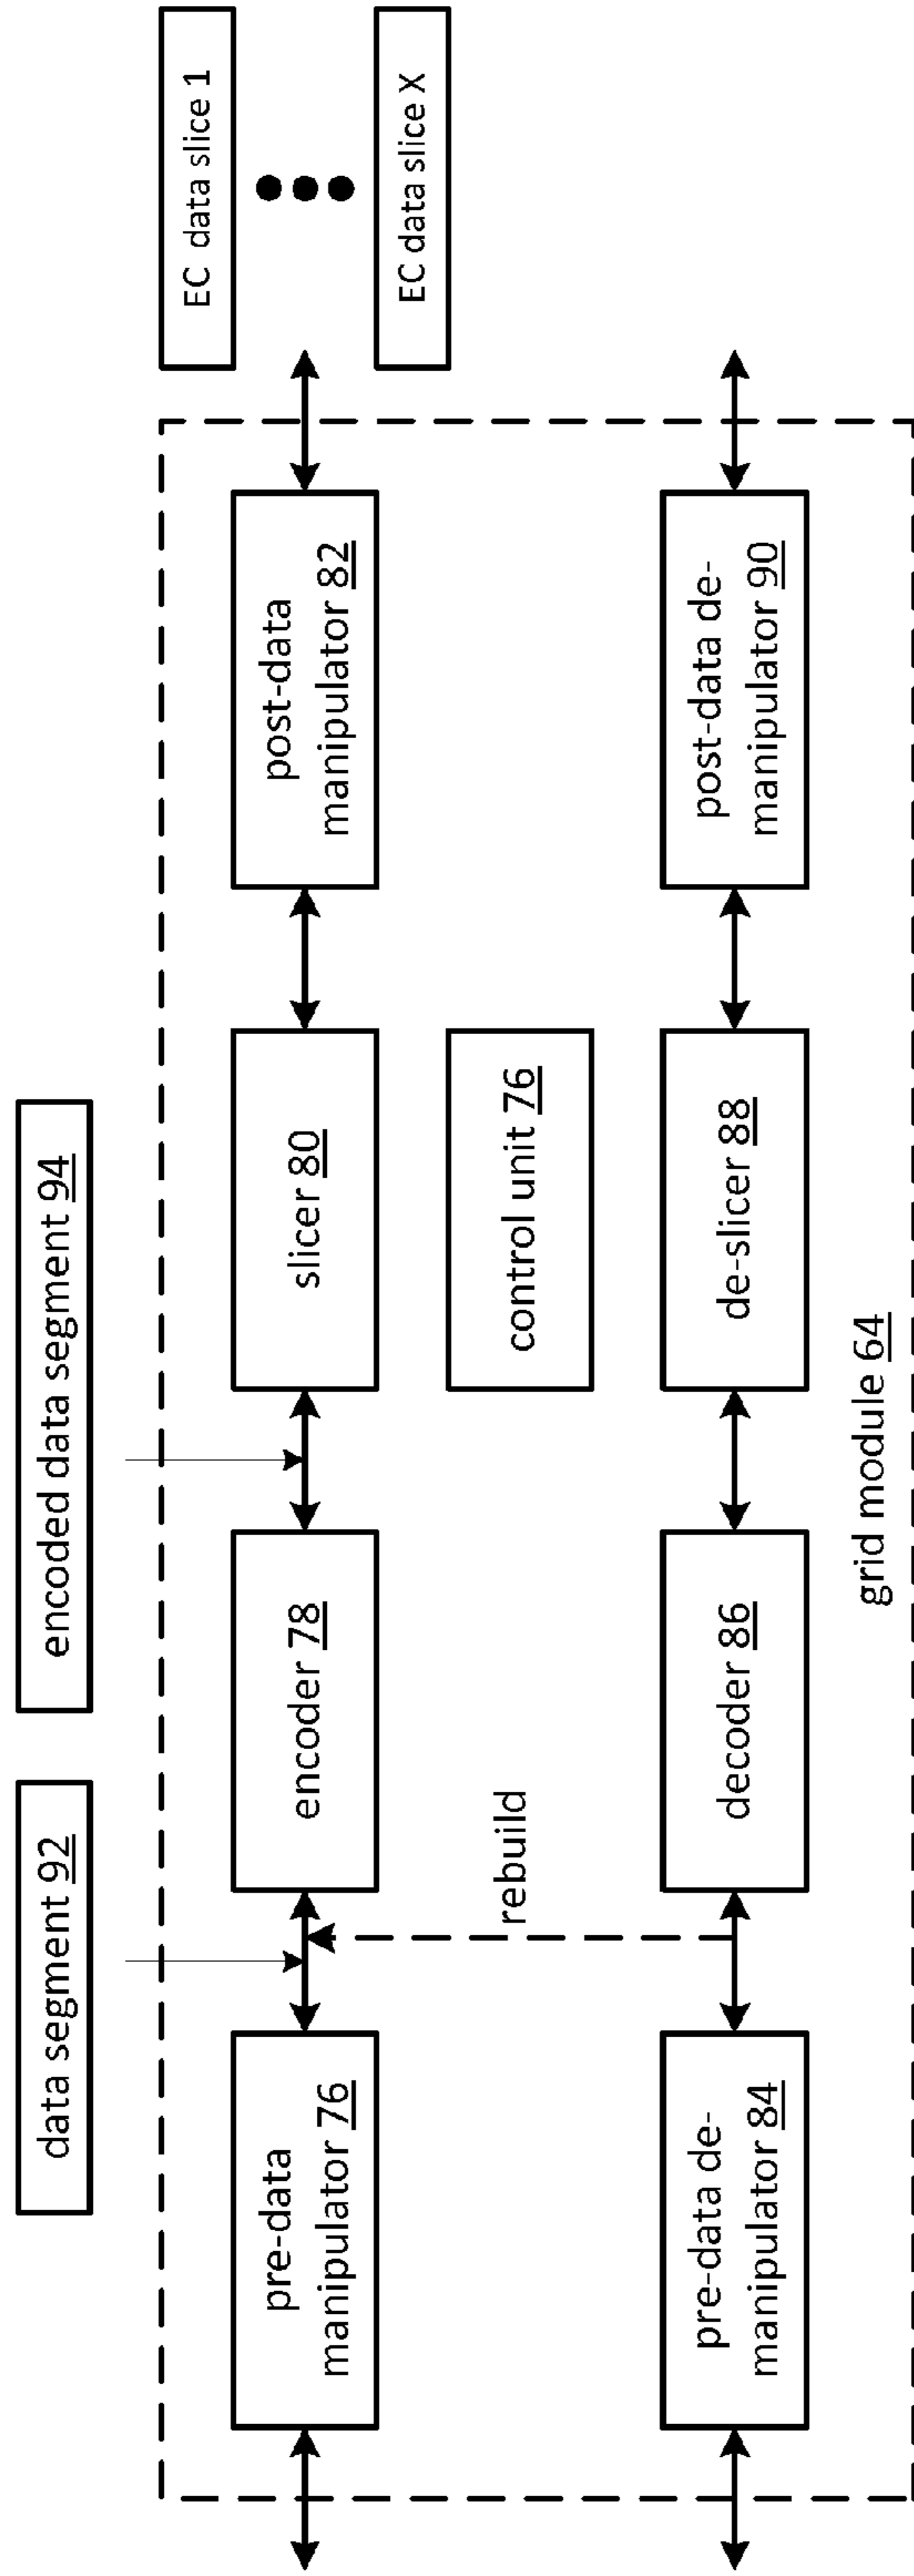 data segment 92
encoded data segment 94
EC data slice 1
EC data slice X
pre-data
manipulator 76
encoder 78
slicer 80
post-data
manipulator 82
rebuild
control unit 76
pre-data de-
manipulator 84
decoder 86
de-slicer 88
post-data de-
manipulator 90
grid module 64